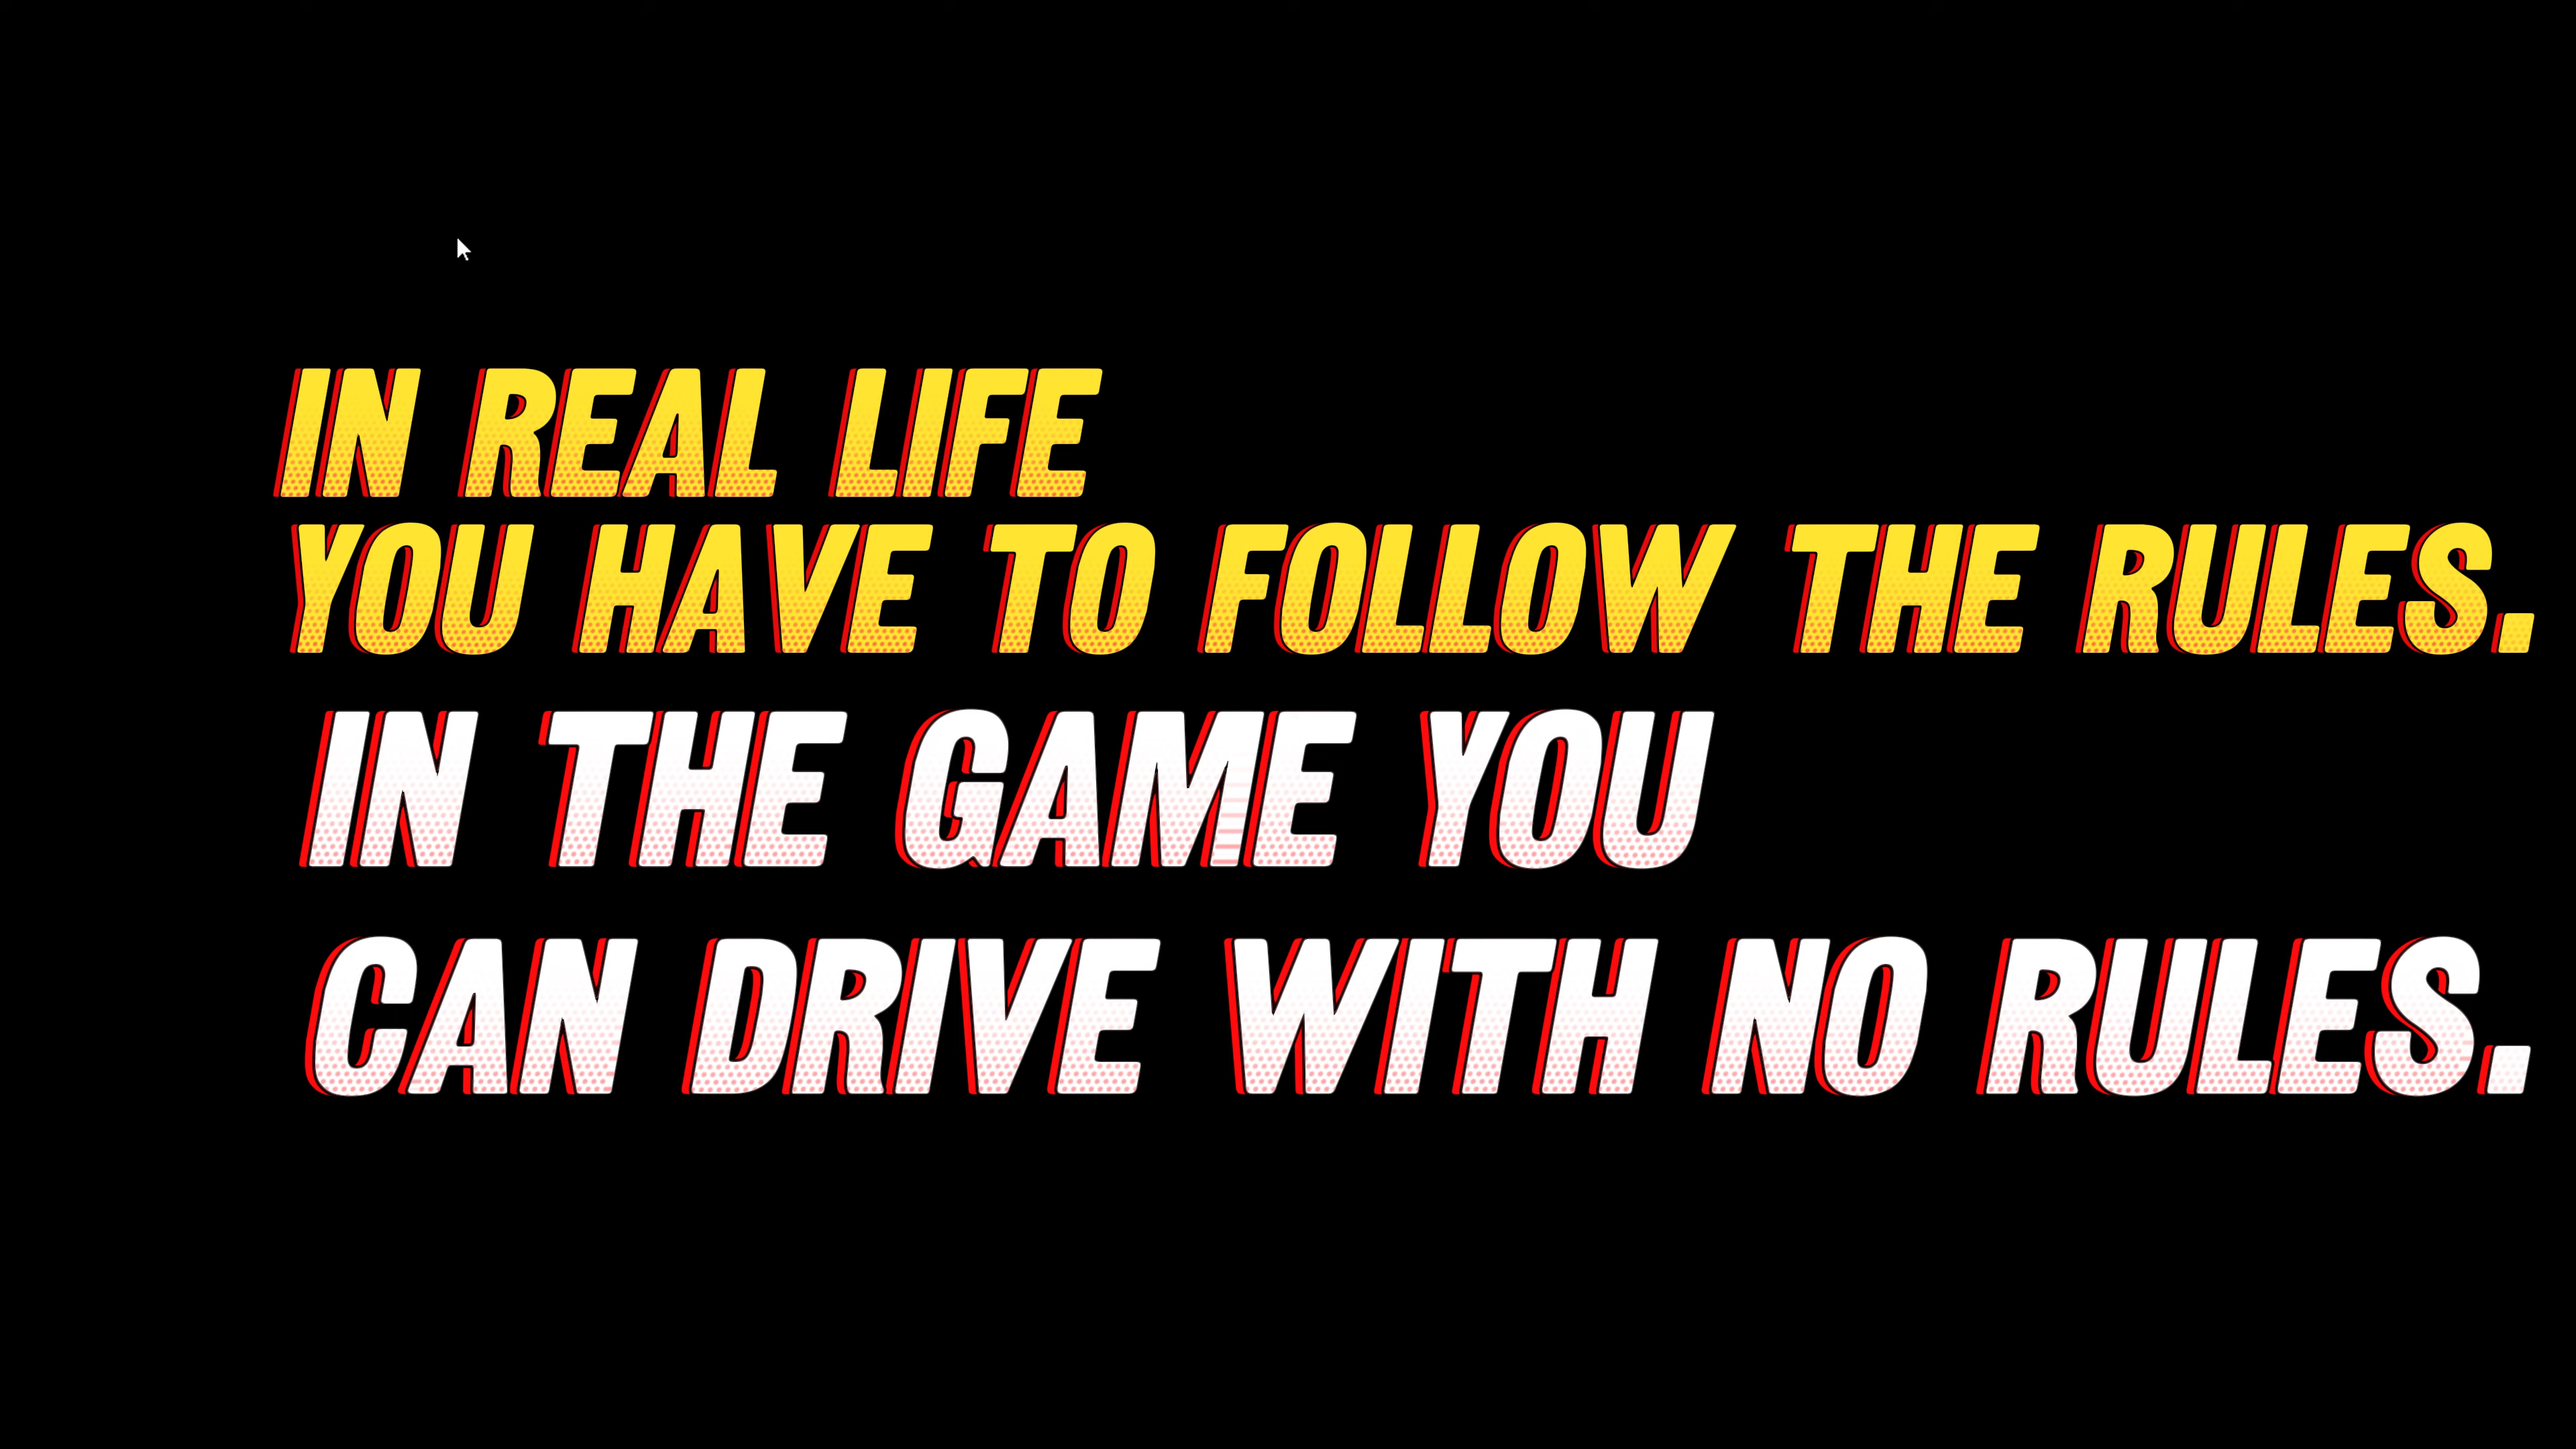 IN REAL LIFE
YOU HAVE TO FOLLOW THE RULES.
IN THE GAME YOU
CAN DRIVE WITH NO RULES.